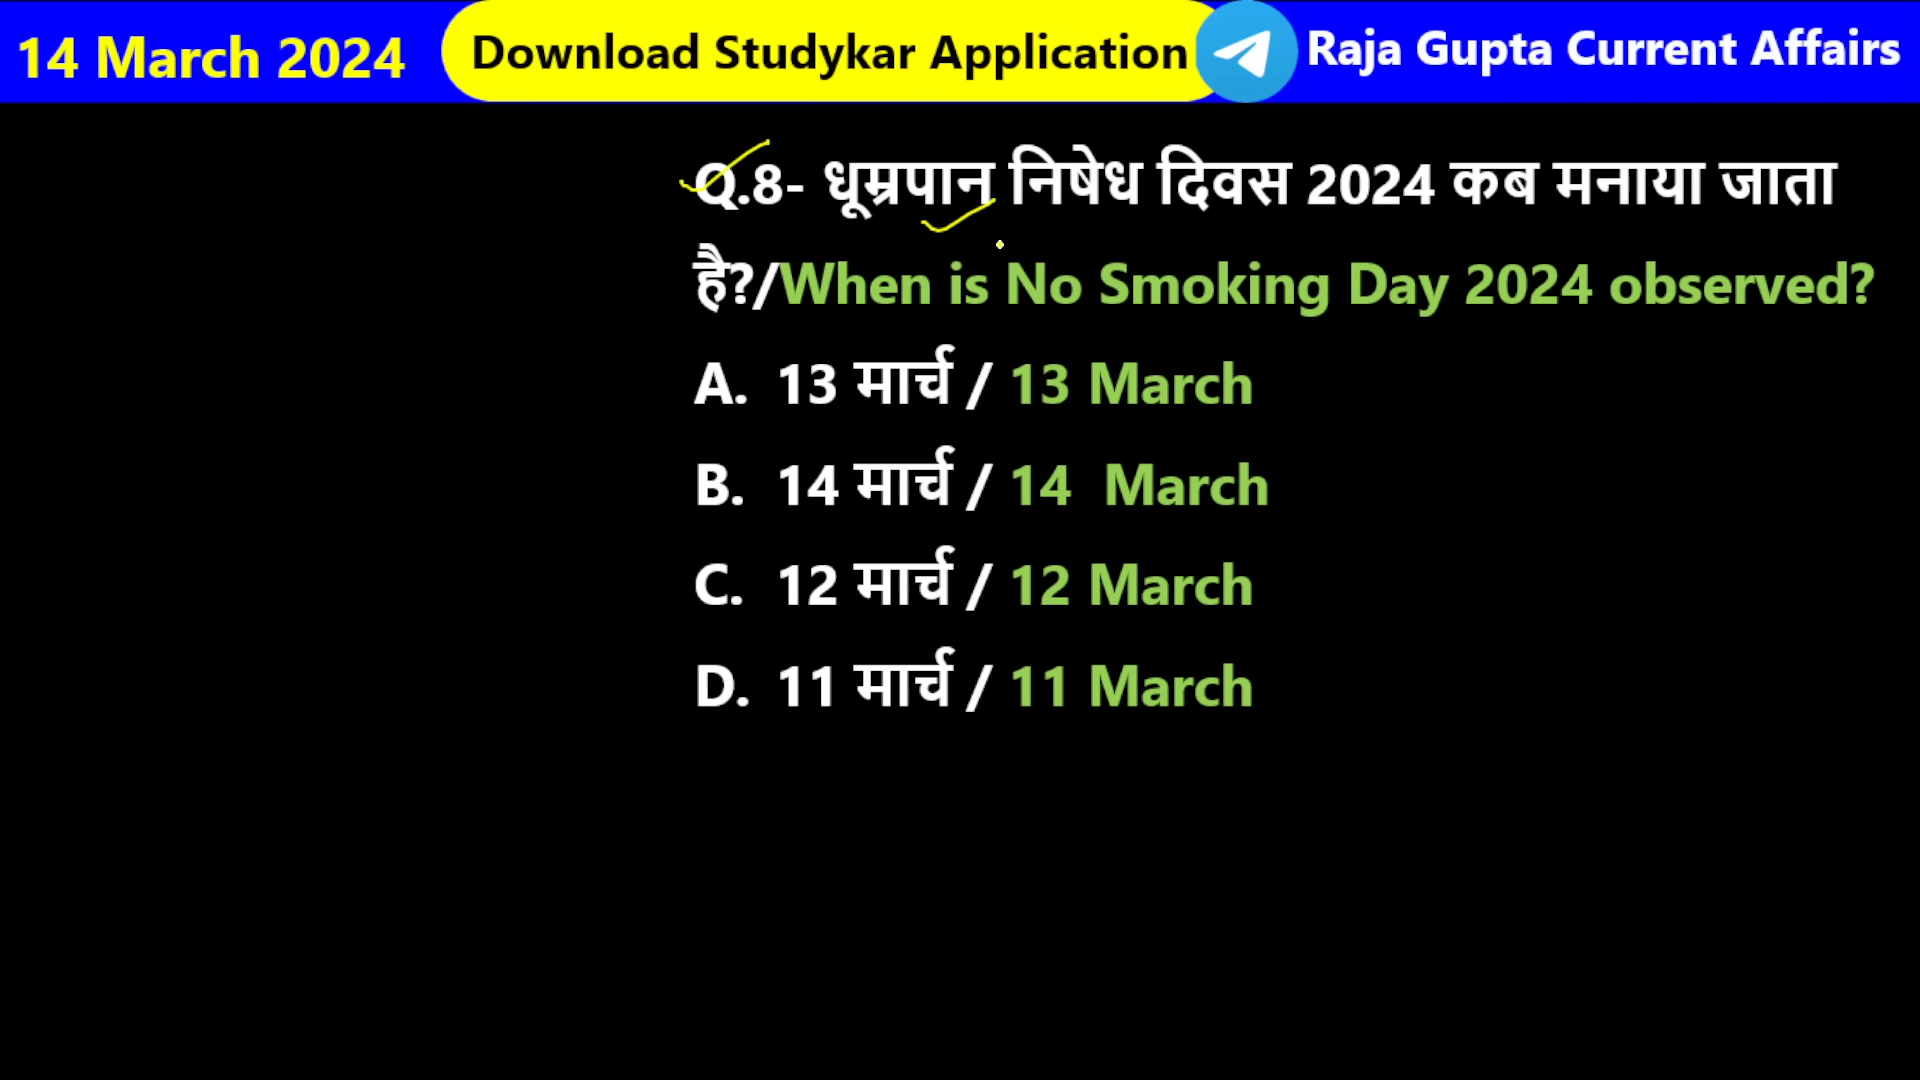 14 March 2024 Download Studykar Application Raja Gupta Current Affairs
Q.8- धूम्रपान निषेध दिवस 2024 कब मनाया जाता
है?/When is No Smoking Day 2024 observed?
A. 13 मार्च / 13 March
B. 14 मार्च / 14 March
C. 12 मार्च / 12 March
D. 11 मार्च / 11 March